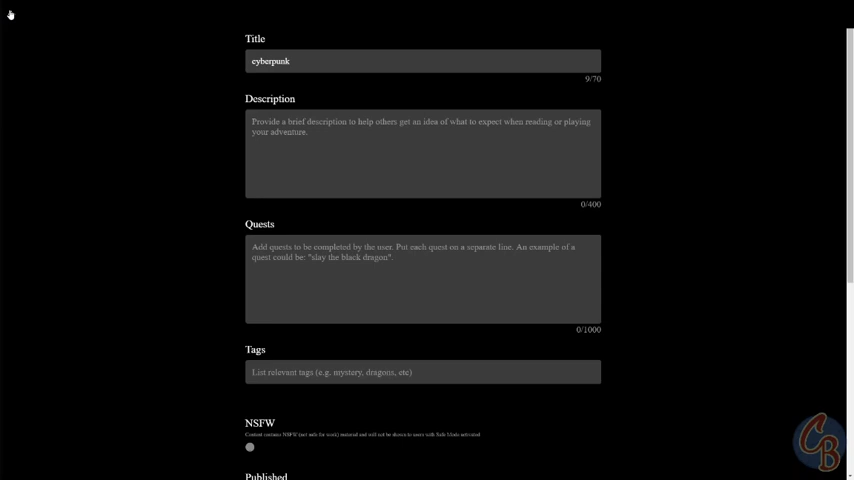 Title
cyberpunk
9/70
Description
Provide a brief description to help others get an idea of what to expect when reading or playing
your adventure.
0/400
Quests
Add quests to be completed by the user. Put each quest on a separate line. An example of a
quest could be: "slay the black dragon".
0/1000
Tags
List relevant tags (e.g. mystery, dragons, etc)
NSFW
Content contains NSFW (not safe for work) material and will not be shown to users with Safe Mode activated
Published
CB